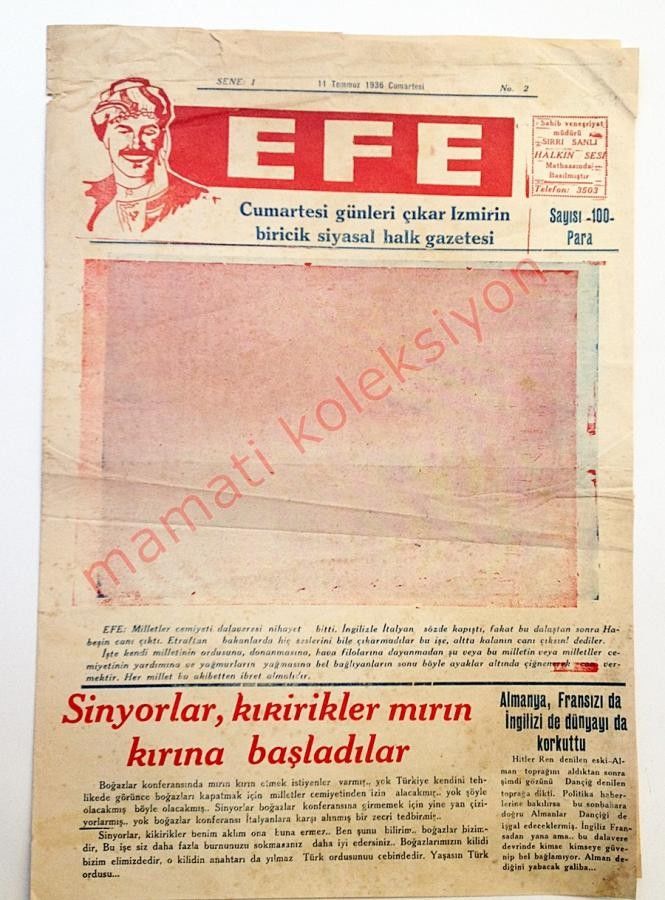 SENE: 1
11 Temmuz 1936 Cumartesi
No. 2
EFE
Sahib veneşriyat
müdürü
SIRRI SANLI
HALKIN SESİ
Matbaasında
Basılmıştır
Telefon: 3503
Cumartesi günleri çıkar Izmirin
biricik siyasal halk gazetesi
Sayısı -100-
Para
mamati koleksiyon
EFE: Milletler cemiyeti dalaveresi nihayet bitti. İngilizle İtalyan sözde kapıştı, fakat bu dalaştan sonra Ha-
beşin canı çıktı. Etraftan bakanlarda hiç seslerini bile çıkarmadılar bu işe, altta kalanın canı çıksın! dediler.
İşte kendi milletinin ordusuna, donanmasına, hava filolarına dayanmadan şu veya bu milletin veya milletller ce-
miyetinin yardımına ve yağmurların yağmasına bel bağlıyanların sonu böyle ayaklar altında ver-
mektir. Her millet bu akibetten ibret almalıdır.
Sinyorlar, kıkirikler mırın
kırına başladılar
Boğazlar konferansında mırın kırın etmek istiyenler varmış.. yok Türkiye kendini teh-
likede görünce boğazları kapatmak için milletler cemiyetinden izin alacakmış.. yok şöyle
olacakmış böyle olacakmış.. Sinyorlar boğazlar konferansına girmemek için yine yan çizi-
yorlarmış.. yok boğazlar konferansı İtalyanlara karşı alınmış bir zecri tedbirmiş..
Sinyorlar, kikirikler benim aklım ona buna ermez.. Ben şunu bilirim.. boğazlar bizim-
dir, Bu işe siz daha fazla burnunuzu sokmasanız daha iyi edersiniz.. Boğazlarımızın kilidi
bizim elimizdedir, o kilidin anahtarı da yılmaz Türk ordusunuu cebindedir. Yaşasın Türk
ordusu...
Almanya, Fransızı da
İngilizi de dünyayı da
korkuttu
Hitler Ren denilen eski-Al-
man toprağını aldıktan sonra
şimdi gözünü Dançiğ denilen
toprağa dikti. Politika haber-
lerine bakılırsa bu sonbahara
doğru Almanlar Dançiği de
işgal edeceklermiş. İngiliz Fran-
sadan yana ama.. bu dalavere
devrinde kimse kimseye güve-
nip bel bağlamıyor. Alman de-
diğini yapacak galiba...